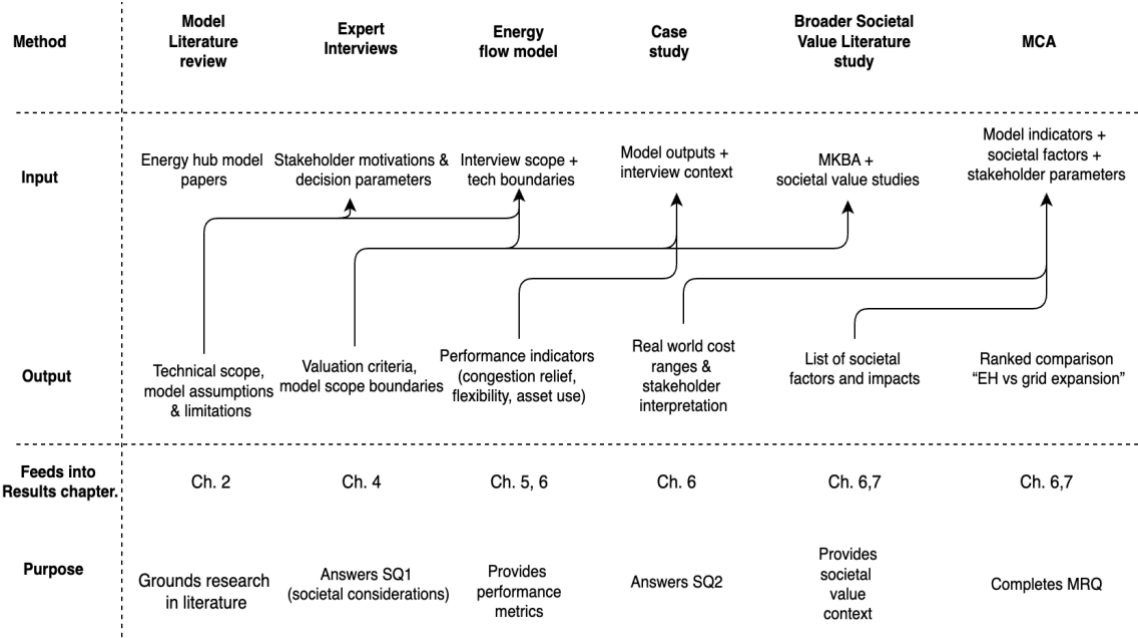 Method
Model
Literature
review
Expert
Interviews
Energy
flow model
Case
study
Broader Societal
Value Literature
study
MCA
Input
Energy hub model
papers
Stakeholder motivations &
decision parameters
Interview scope +
tech boundaries
Model outputs +
interview context
MKBA +
societal value studies
Model indicators +
societal factors +
stakeholder parameters
Output
Technical scope,
model assumptions
& limitations
Valuation criteria,
model scope boundaries
Performance indicators
(congestion relief,
flexibility, asset use)
Real world cost
ranges &
stakeholder
interpretation
List of societal
factors and impacts
Ranked comparison
“EH vs grid expansion”
Feeds into
Results chapter.
Ch. 2
Ch. 4
Ch. 5, 6
Ch. 6
Ch. 6,7
Ch. 6,7
Purpose
Grounds research
in literature
Answers SQ1
(societal considerations)
Provides
performance
metrics
Answers SQ2
Provides
societal
value
context
Completes MRQ